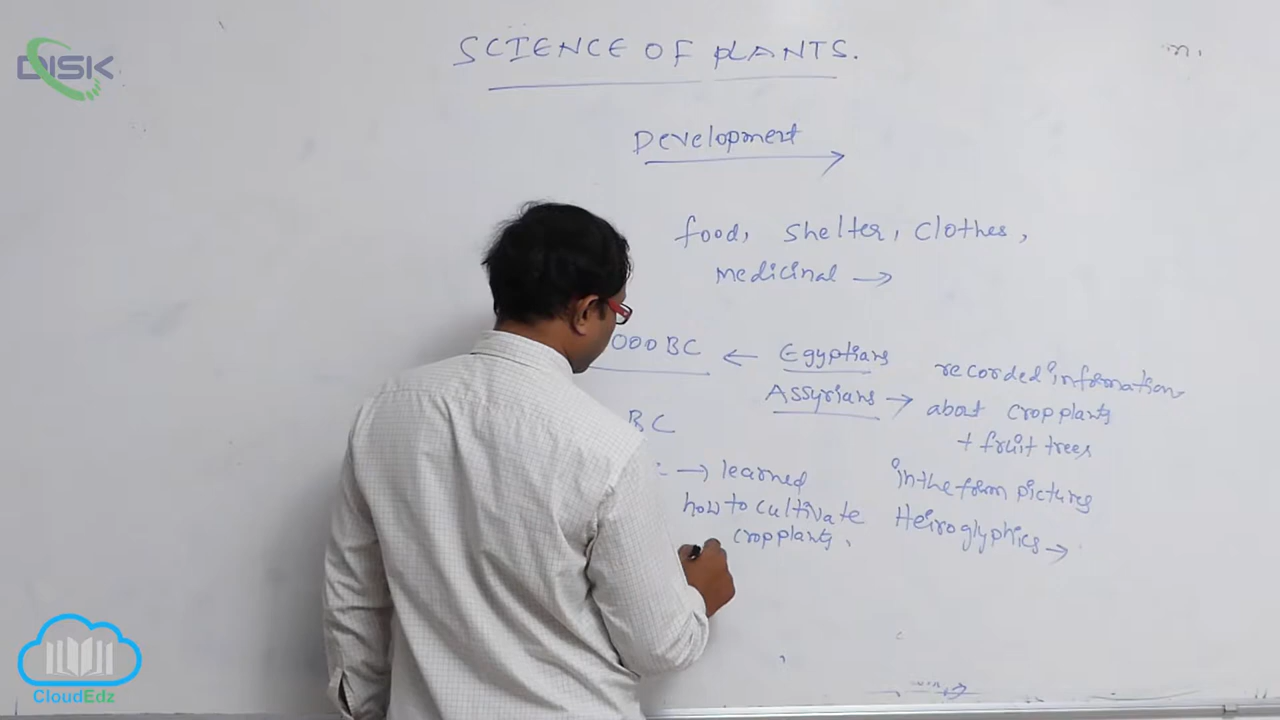 DISK
SCIENCE OF PLANTS.
Development
food, shelter, clothes,
medicinal →
000 BC ← Egyptians
Assyrians → recorded information
about crop plants
+ fruit trees
in the form pictures
Heiroglyphics →
BC
: → learned
how to cultivate
crop plants.
CloudEdz